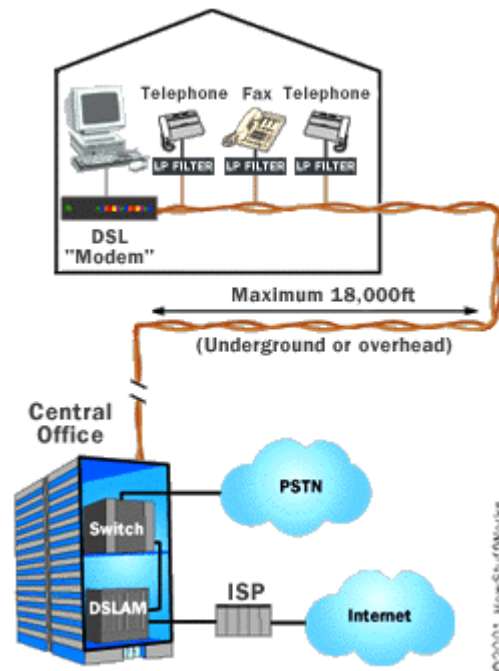 Telephone Fax Telephone
LP FILTER LP FILTER LP FILTER
DSL
"Modem"
Maximum 18,000ft
(Underground or overhead)
Central
Office
PSTN
Switch
ISP
DSLAM
Internet
©2001